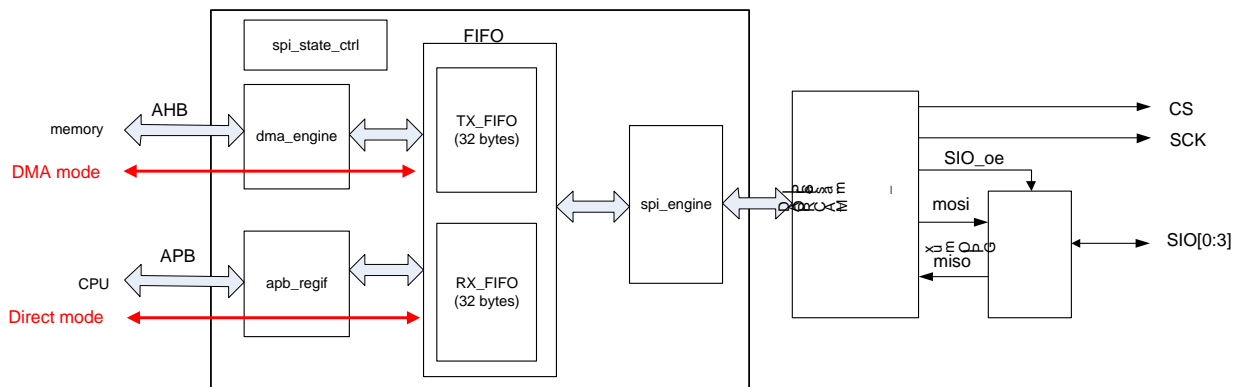 spi_state_ctrl
FIFO
AHB
memory
dma_engine
TX_FIFO
(32 bytes)
DMA mode
spi_engine
CS
SCK
SIO_oe
mosi
SIO[0:3]
miso
APB
CPU
apb_regif
RX_FIFO
(32 bytes)
Direct mode